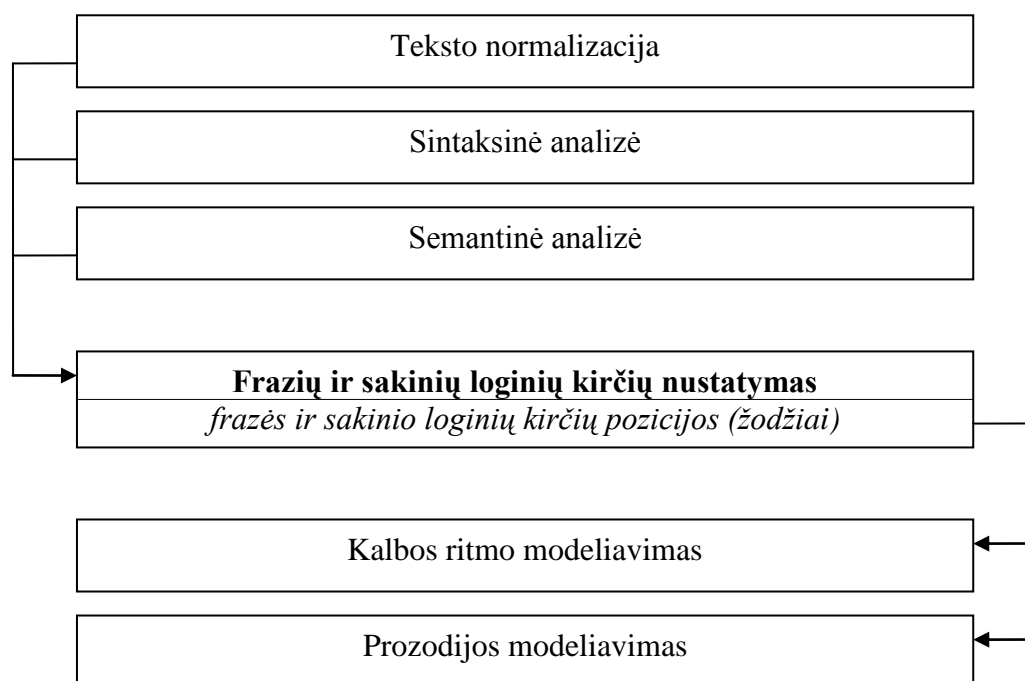 Teksto normalizacija
Sintaksinė analizė
Semantinė analizė
Frazių ir sakinių loginių kirčių nustatymas
frazės ir sakinio loginių kirčių pozicijos (žodžiai)
Kalbos ritmo modeliavimas
Prozodijos modeliavimas